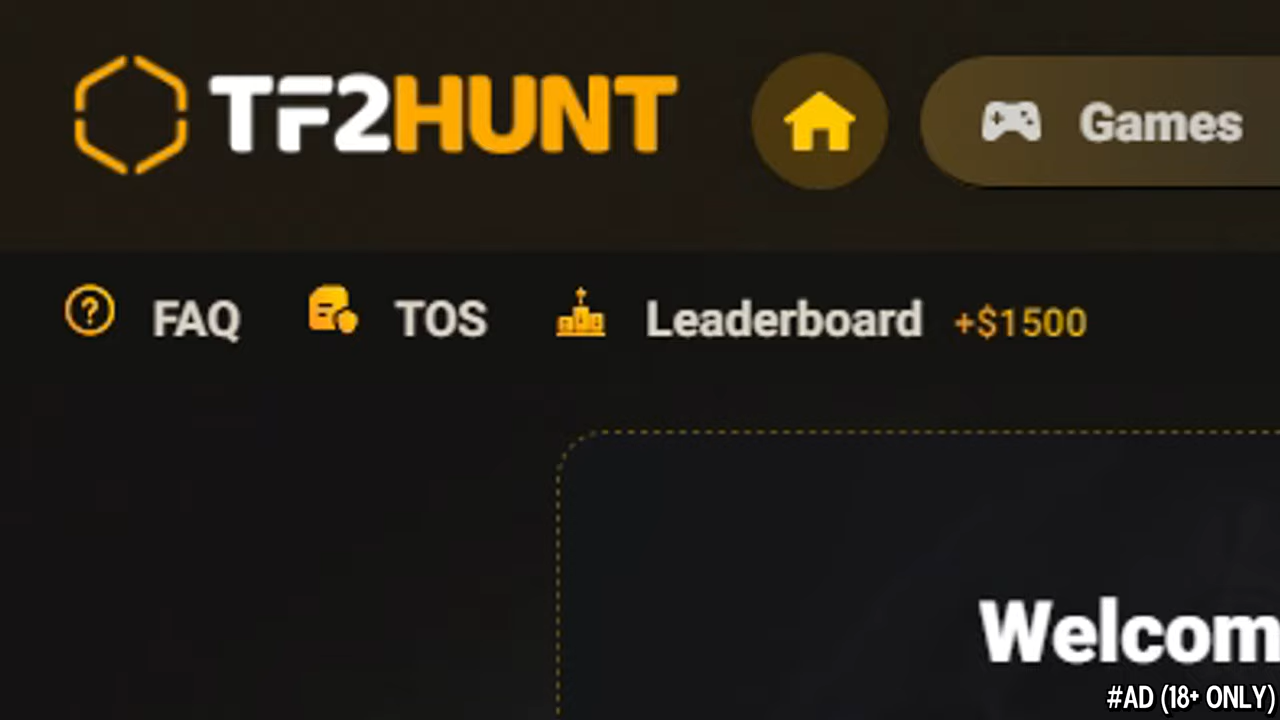 TF2HUNT
Games
FAQ TOS Leaderboard +$1500
Welcom
#AD (18+ ONLY)